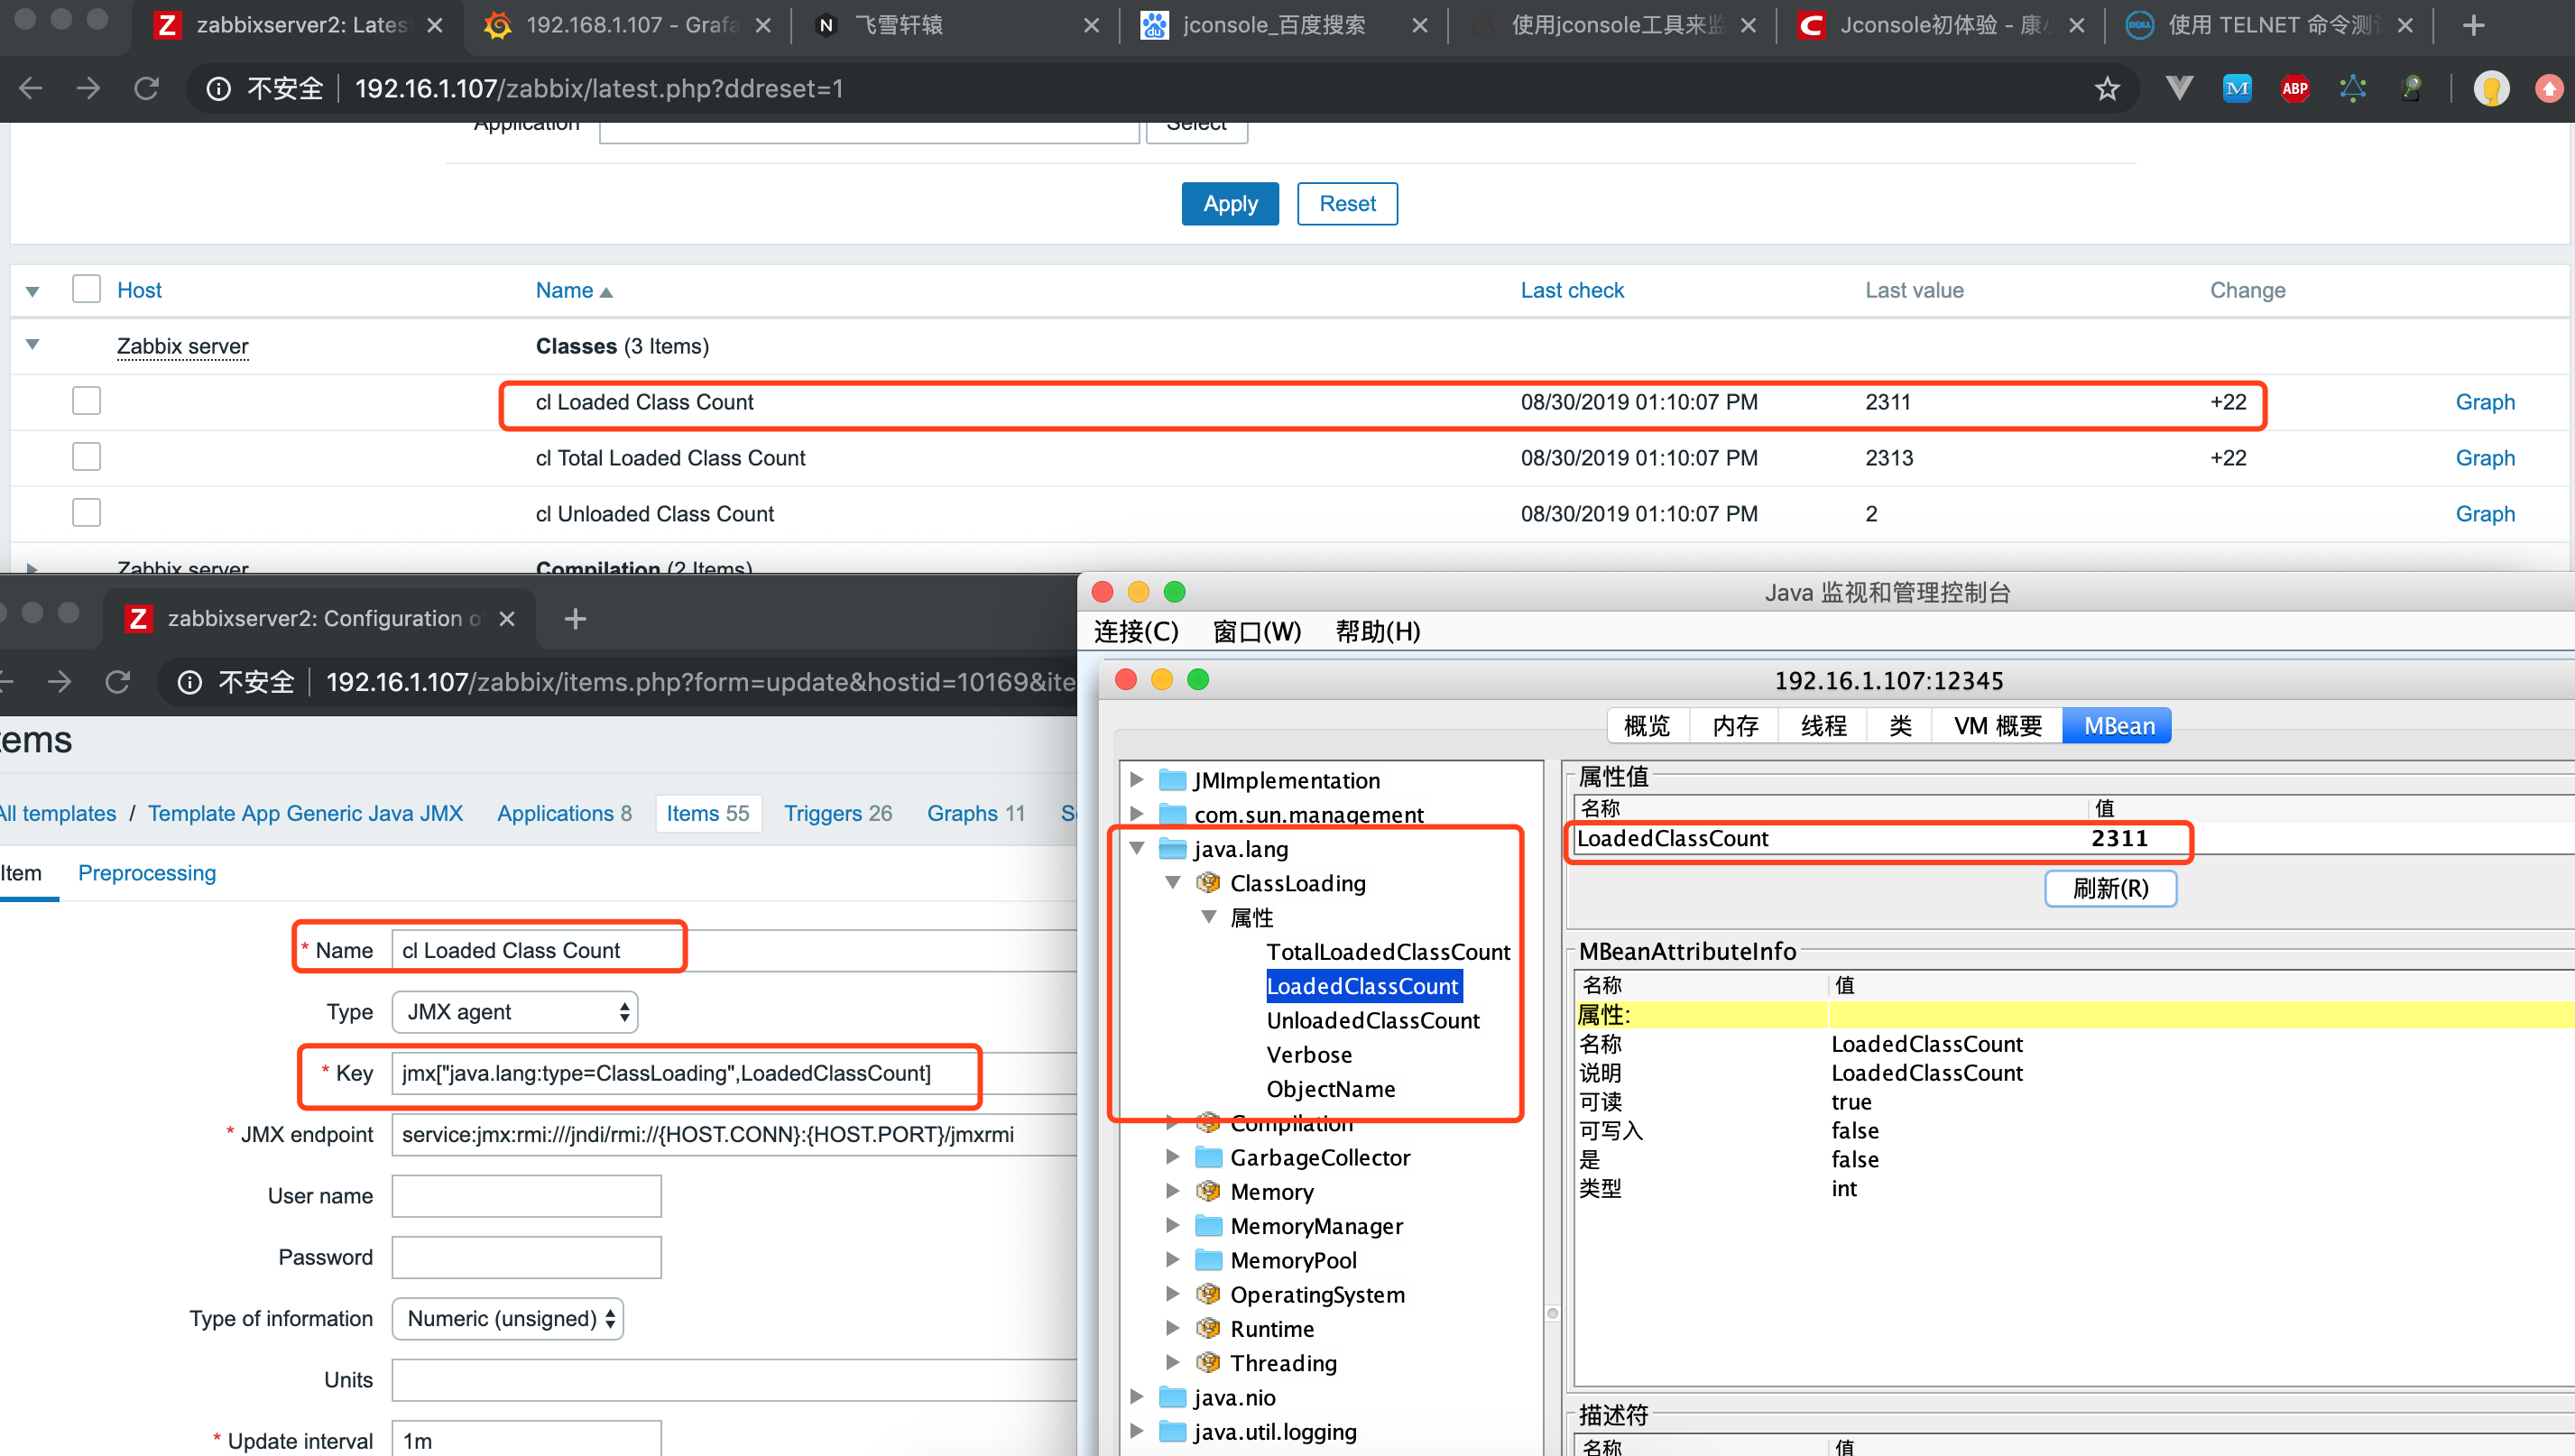 zabbixserver2: Latest
192.168.1.107 - Grafa
飞雪轩辕
jconsole_百度搜索
使用jconsole工具来监
Jconsole初体验 - 康小
使用 TELNET 命令测试
不安全 192.16.1.107/zabbix/latest.php?ddreset=1
ABP
Application
Select
Apply Reset
Host Name Last check Last value Change
Zabbix server Classes (3 Items)
cl Loaded Class Count 08/30/2019 01:10:07 PM 2311 +22 Graph
cl Total Loaded Class Count 08/30/2019 01:10:07 PM 2313 +22 Graph
cl Unloaded Class Count 08/30/2019 01:10:07 PM 2 Graph
Zabbix server Compilation (2 Items)
zabbixserver2: Configuration o
不安全 192.16.1.107/zabbix/items.php?form=update&hostid=10169&ite
tems
All templates / Template App Generic Java JMX Applications 8 Items 55 Triggers 26 Graphs 11
Item Preprocessing
* Name cl Loaded Class Count
Type JMX agent
* Key jmx["java.lang:type=ClassLoading",LoadedClassCount]
* JMX endpoint service:jmx:rmi:///jndi/rmi://{HOST.CONN}:{HOST.PORT}/jmxrmi
User name
Password
Type of information Numeric (unsigned)
Units
* Update interval 1m
Java 监视和管理控制台
连接(C) 窗口(W) 帮助(H)
192.16.1.107:12345
概览 内存 线程 类 VM 概要 MBean
JMImplementation
com.sun.management
java.lang
ClassLoading
属性
TotalLoadedClassCount
LoadedClassCount
UnloadedClassCount
Verbose
ObjectName
Compilation
GarbageCollector
Memory
MemoryManager
MemoryPool
OperatingSystem
Runtime
Threading
java.nio
java.util.logging
属性值
名称 值
LoadedClassCount 2311
刷新(R)
MBeanAttributeInfo
名称 值
属性:
名称 LoadedClassCount
说明 LoadedClassCount
可读 true
可写入 false
是 false
类型 int
描述符
名称 值